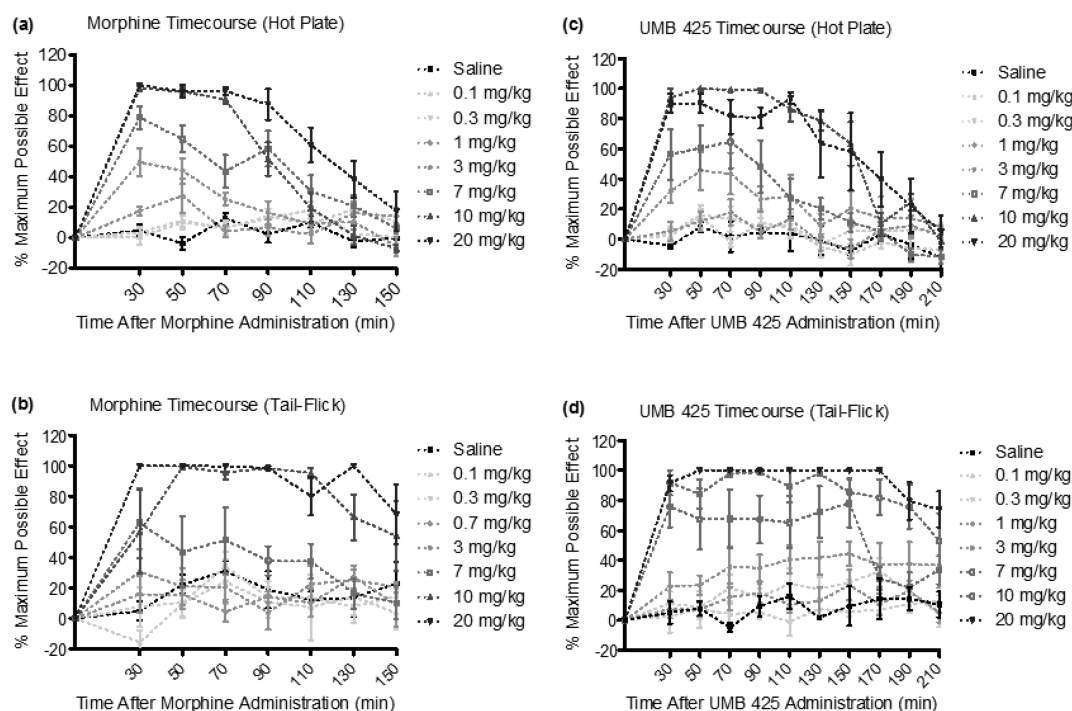 (a) Morphine Timecourse (Hot Plate)
% Maximum Possible Effect
120
100
80
60
40
20
0
-20
30 50 70 90 110 130 150
Time After Morphine Administration (min)
Saline
0.1 mg/kg
0.3 mg/kg
1 mg/kg
3 mg/kg
7 mg/kg
10 mg/kg
20 mg/kg
(c) UMB 425 Timecourse (Hot Plate)
% Maximum Possible Effect
120
100
80
60
40
20
0
-20
30 50 70 90 110 130 150 170 190 210
Time After UMB 425 Administration (min)
Saline
0.1 mg/kg
0.3 mg/kg
1 mg/kg
3 mg/kg
7 mg/kg
10 mg/kg
20 mg/kg
(b) Morphine Timecourse (Tail-Flick)
% Maximum Possible Effect
120
100
80
60
40
20
0
-20
30 50 70 90 110 130 150
Time After Morphine Administration (min)
Saline
0.1 mg/kg
0.3 mg/kg
0.7 mg/kg
3 mg/kg
7 mg/kg
10 mg/kg
20 mg/kg
(d) UMB 425 Timecourse (Tail-Flick)
% Maximum Possible Effect
120
100
80
60
40
20
0
-20
30 50 70 90 110 130 150 170 190 210
Time After UMB 425 Administration (min)
Saline
0.1 mg/kg
0.3 mg/kg
1 mg/kg
3 mg/kg
7 mg/kg
10 mg/kg
20 mg/kg